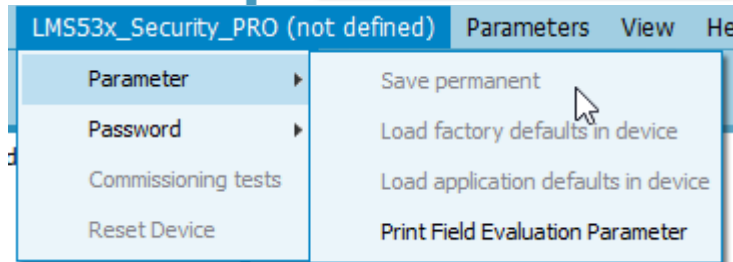 LMS53x_Security_PRO (not defined) Parameters View He
Parameter Save permanent
Password Load factory defaults in device
Commissioning tests Load application defaults in device
Reset Device Print Field Evaluation Parameter